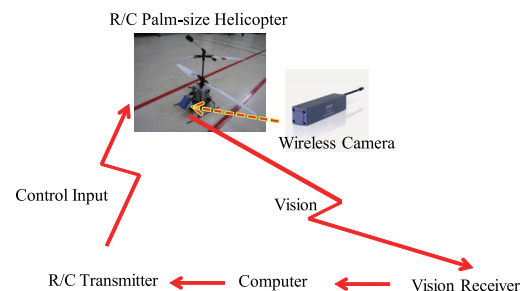 R/C Palm-size Helicopter
Wireless Camera
Control Input
Vision
R/C Transmitter
Computer
Vision Receiver